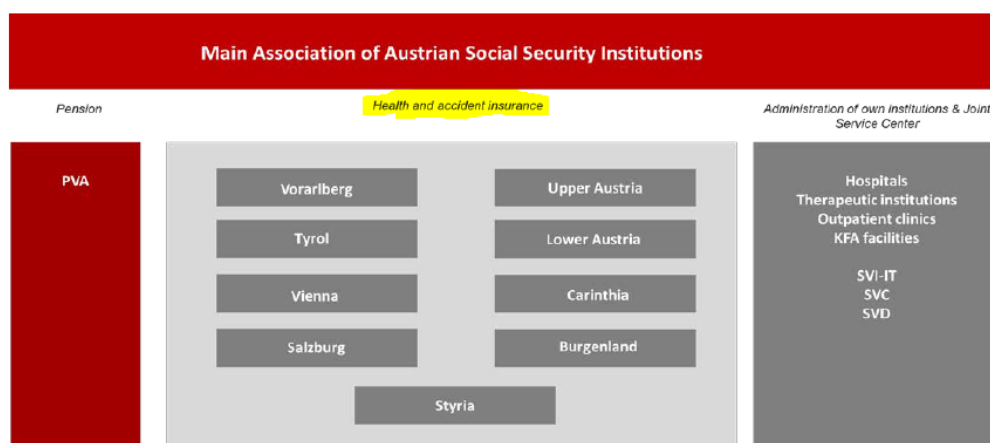 Main Association of Austrian Social Security Institutions
Pension
Health and accident insurance
Administration of own institutions & Joint
Service Center
PVA
Vorarlberg
Upper Austria
Tyrol
Lower Austria
Vienna
Carinthia
Salzburg
Burgenland
Styria
Hospitals
Therapeutic institutions
Outpatient clinics
KFA facilities
SVI-IT
SVC
SVD